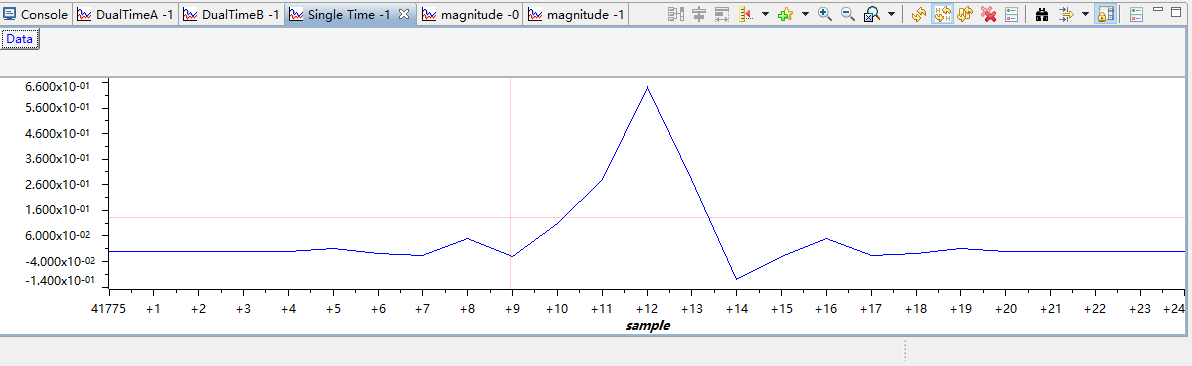 Console DualTimeA -1 DualTimeB -1 Single Time -1 magnitude -0 magnitude -1
Data
6.600x10-01
5.600x10-01
4.600x10-01
3.600x10-01
2.600x10-01
1.600x10-01
6.000x10-02
-4.000x10-02
-1.400x10-01
41775 +1 +2 +3 +4 +5 +6 +7 +8 +9 +10 +11 +12 +13 +14 +15 +16 +17 +18 +19 +20 +21 +22 +23 +24
sample